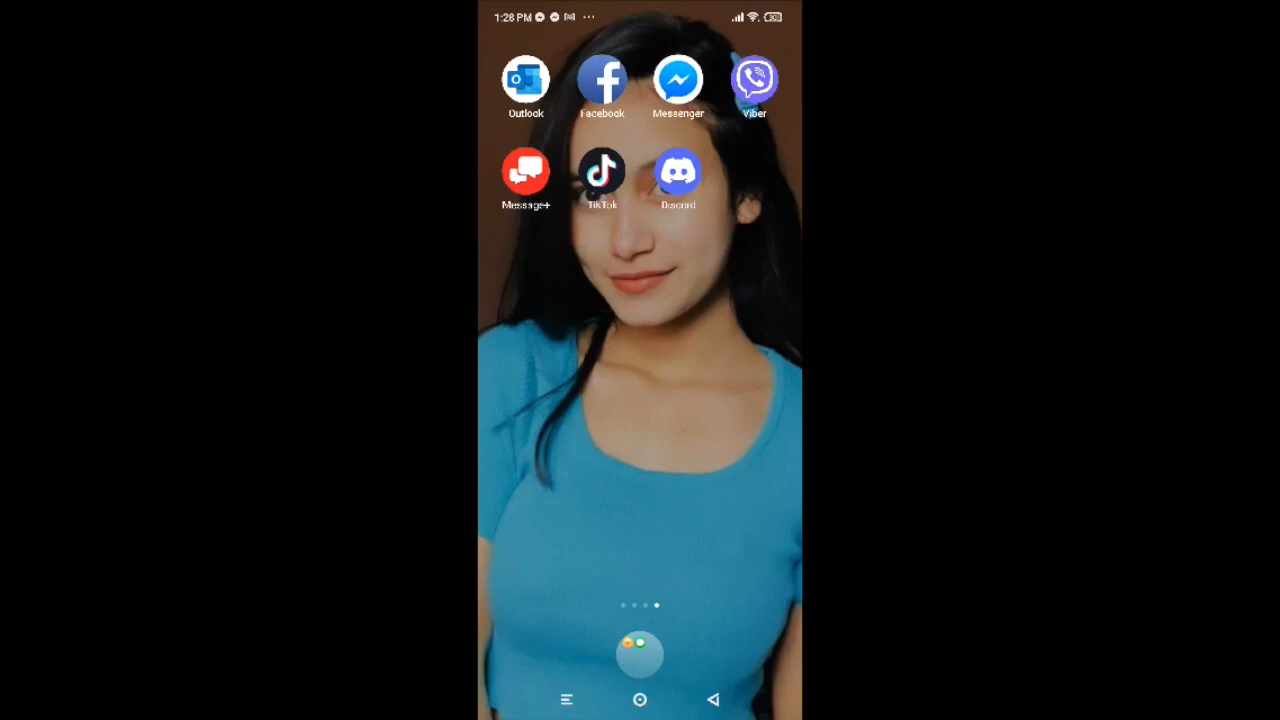 1:28 PM
Outlook
Facebook
Messenger
Viber
Message+
TikTok
Discord